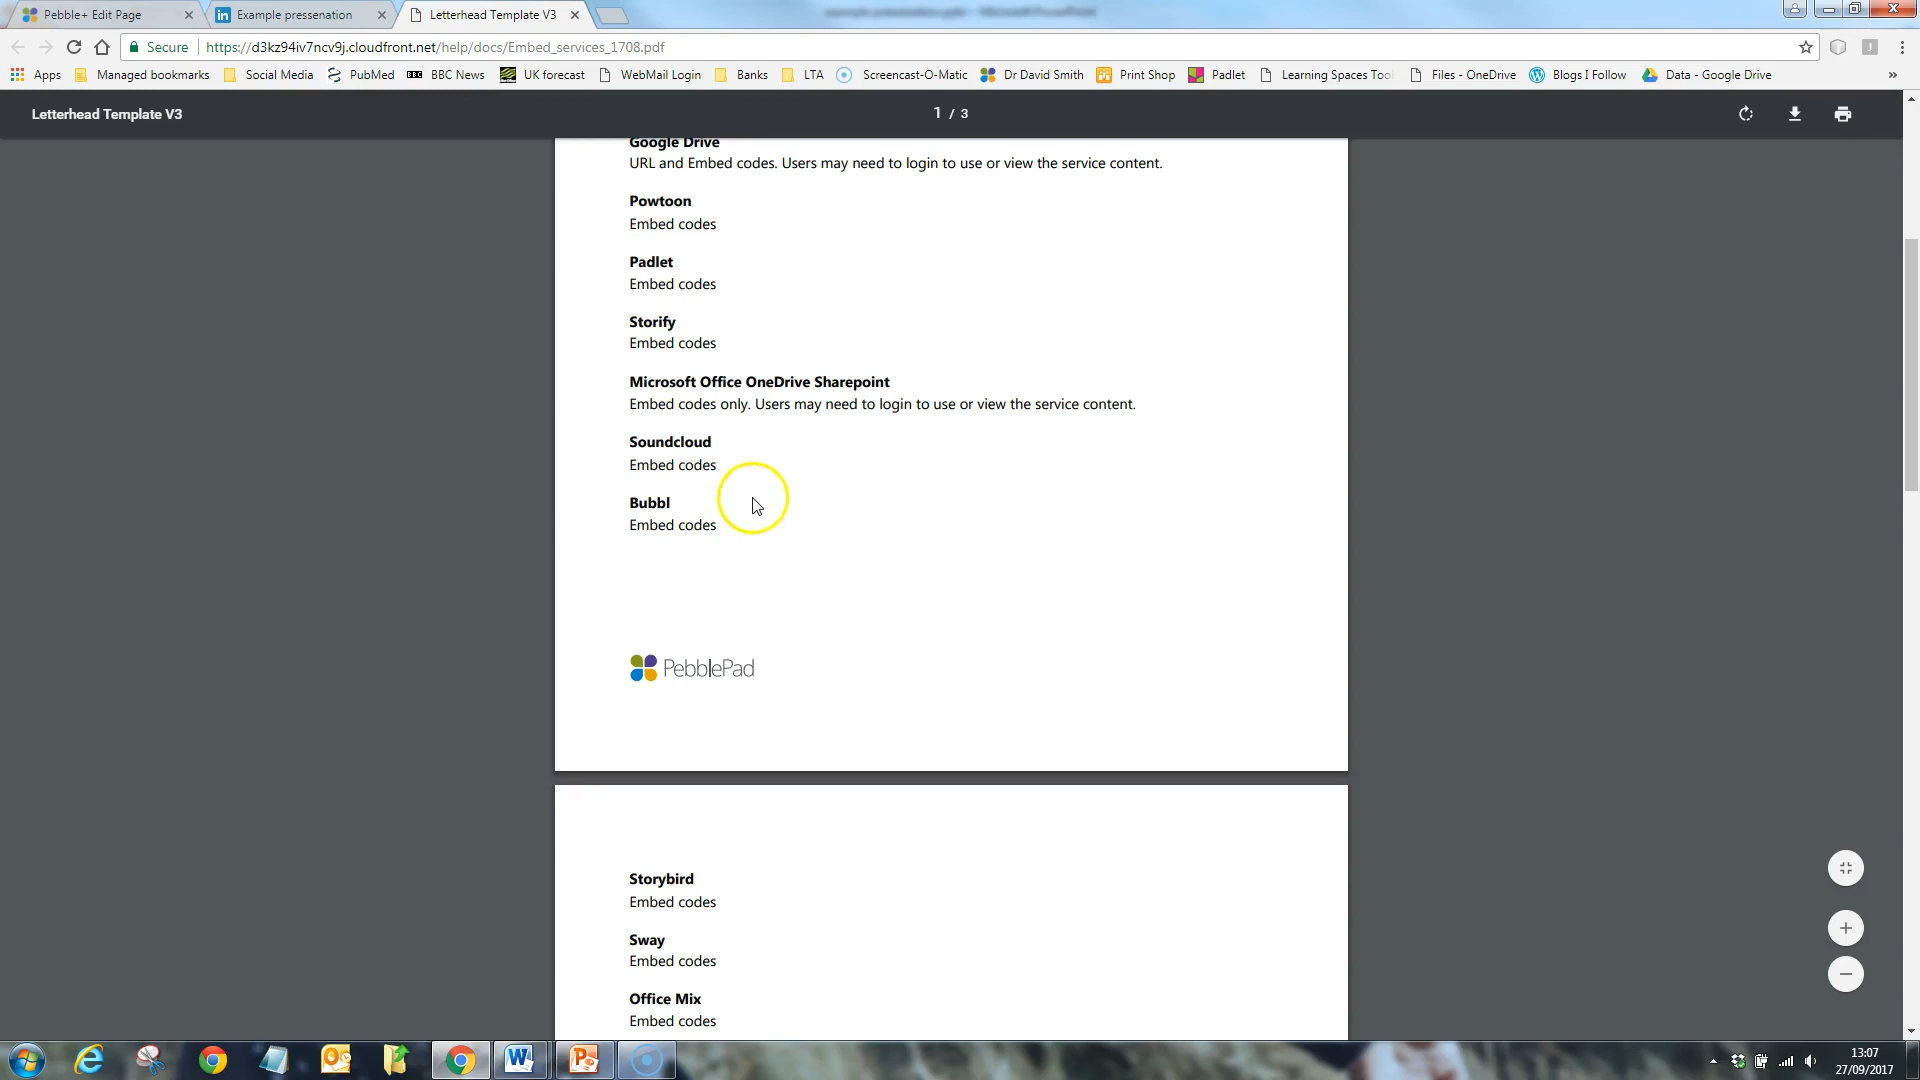 Pebble+ Edit Page
Example pressenation
Letterhead Template V3
Secure
https://d3kz94iv7ncv9j.cloudfront.net/help/docs/Embed_services_1708.pdf
Apps Managed bookmarks Social Media PubMed BBC News UK forecast WebMail Login Banks LTA Screencast-O-Matic Dr David Smith Print Shop Padlet Learning Spaces Tool Files - OneDrive Blogs I Follow Data - Google Drive
Letterhead Template V3
1 / 3
Google Drive
URL and Embed codes. Users may need to login to use or view the service content.
Powtoon
Embed codes
Padlet
Embed codes
Storify
Embed codes
Microsoft Office OneDrive Sharepoint
Embed codes only. Users may need to login to use or view the service content.
Soundcloud
Embed codes
Bubbl
Embed codes
PebblePad
Storybird
Embed codes
Sway
Embed codes
Office Mix
Embed codes
13:07
27/09/2017